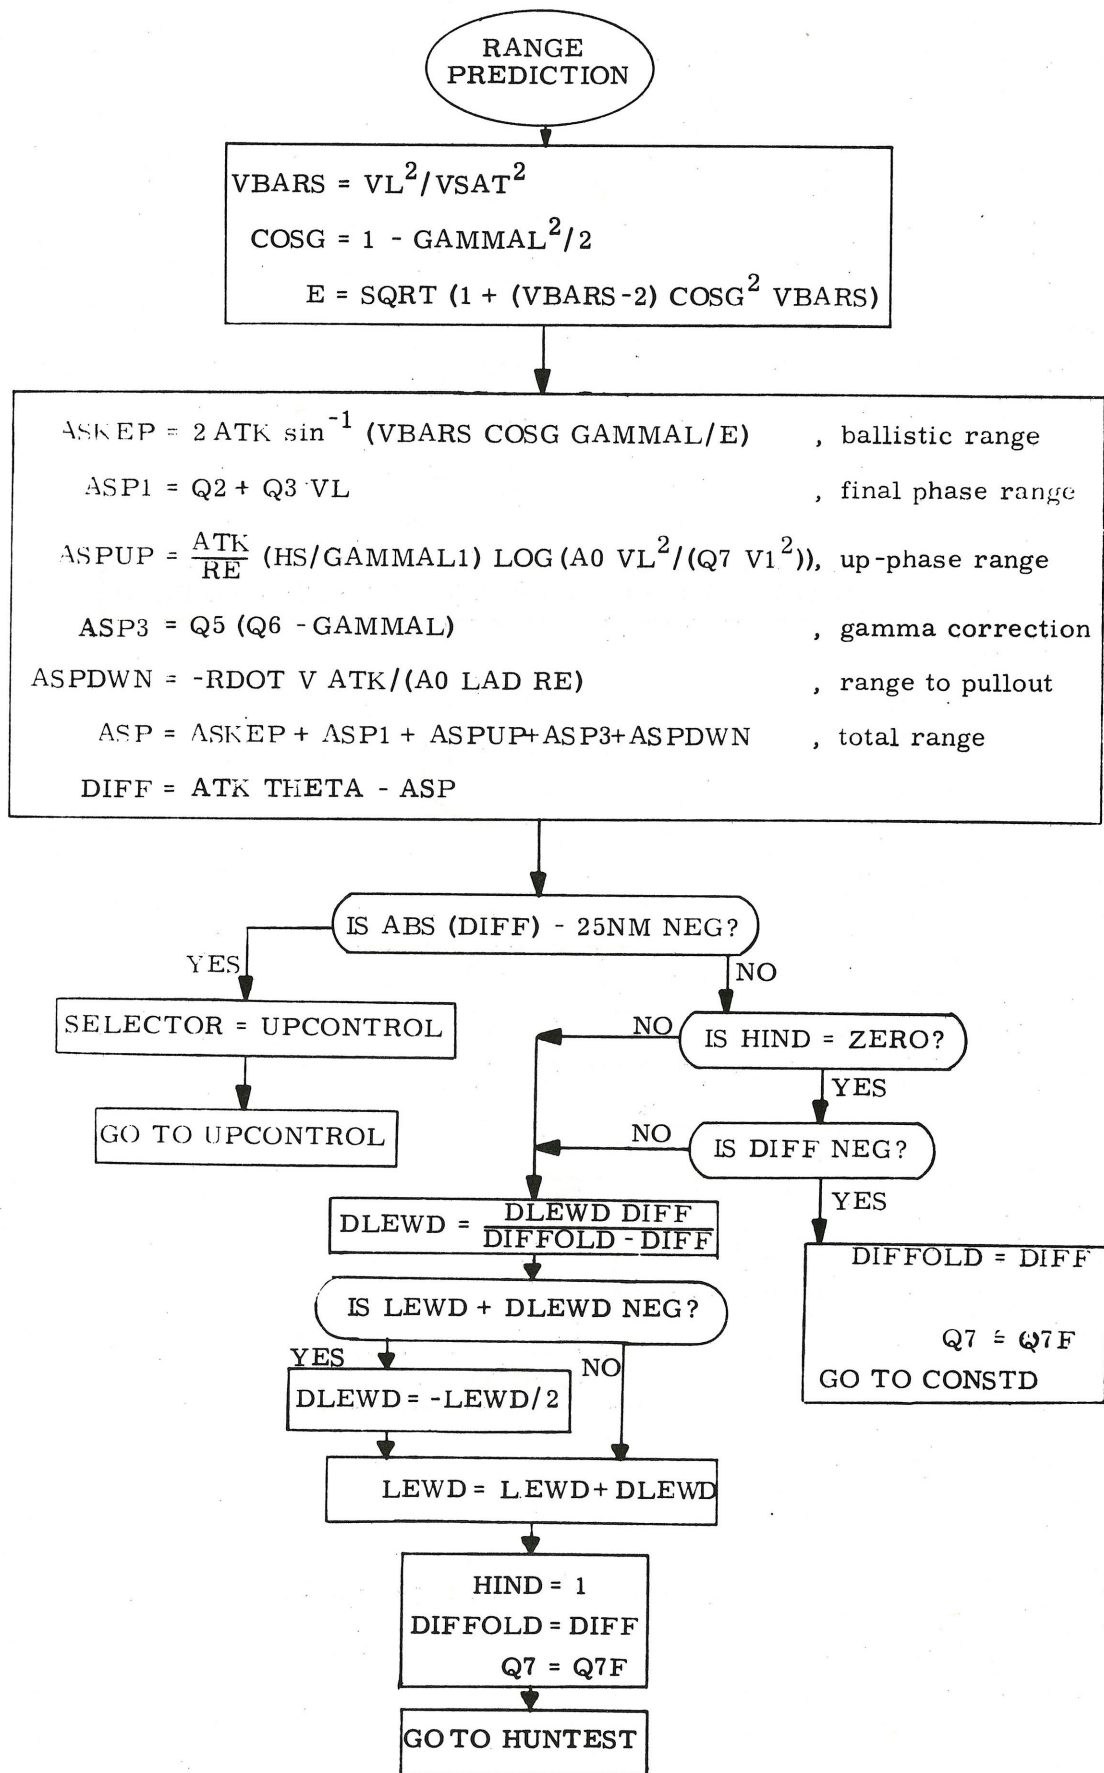 RANGE
PREDICTION
VBARS = VL²/VSAT²
COSG = 1 - GAMMAL²/2
E = SQRT (1 + (VBARS-2) COSG² VBARS)
ASKEP = 2 ATK sin⁻¹ (VBARS COSG GAMMAL/E) , ballistic range
ASP1 = Q2 + Q3 VL , final phase range
ASPUP = ATK/RE (HS/GAMMAL1) LOG (A0 VL²/(Q7 V1²)), up-phase range
ASP3 = Q5 (Q6 - GAMMAL) , gamma correction
ASPDWN = -RDOT V ATK/(A0 LAD RE) , range to pullout
ASP = ASKEP + ASP1 + ASPUP+ASP3+ASPDWN , total range
DIFF = ATK THETA - ASP
IS ABS (DIFF) - 25NM NEG?
YES
NO
SELECTOR = UPCONTROL
NO
IS HIND = ZERO?
YES
GO TO UPCONTROL
NO
IS DIFF NEG?
YES
DLEWD = DLEWD DIFF/DIFFOLD - DIFF
DIFFOLD = DIFF
Q7 = Q7F
GO TO CONSTD
IS LEWD + DLEWD NEG?
YES
NO
DLEWD = -LEWD/2
LEWD = LEWD + DLEWD
HIND = 1
DIFFOLD = DIFF
Q7 = Q7F
GO TO HUNTEST